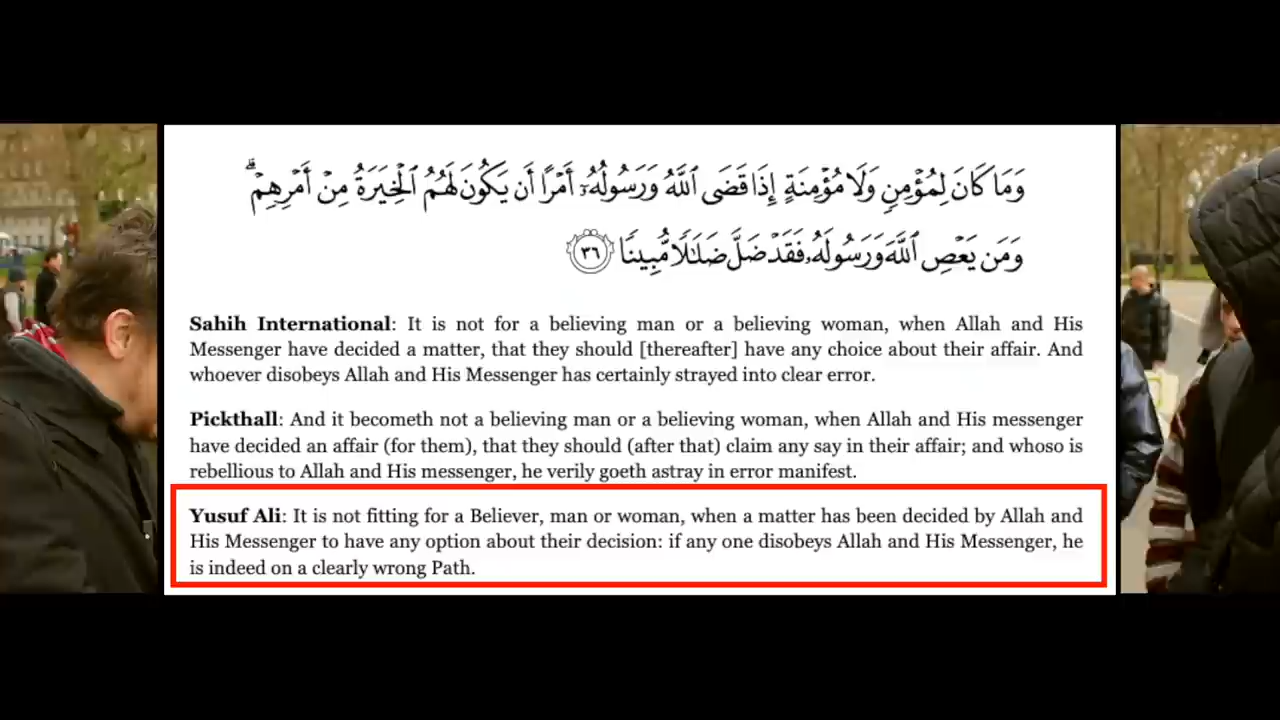 وَمَا كَانَ لِمُؤْمِنٍ وَلَا مُؤْمِنَةٍ إِذَا قَضَى ٱللَّهُ وَرَسُولُهُۥٓ أَمْرًا أَن يَكُونَ لَهُمُ ٱلْخِيَرَةُ مِنْ أَمْرِهِمْ ۗ
وَمَن يَعْصِ ٱللَّهَ وَرَسُولَهُۥ فَقَدْ ضَلَّ ضَلَـٰلًا مُّبِينًا ٣٦
Sahih International: It is not for a believing man or a believing woman, when Allah and His
Messenger have decided a matter, that they should [thereafter] have any choice about their affair. And
whoever disobeys Allah and His Messenger has certainly strayed into clear error.
Pickthall: And it becometh not a believing man or a believing woman, when Allah and His messenger
have decided an affair (for them), that they should (after that) claim any say in their affair; and whoso is
rebellious to Allah and His messenger, he verily goeth astray in error manifest.
Yusuf Ali: It is not fitting for a Believer, man or woman, when a matter has been decided by Allah and
His Messenger to have any option about their decision: if any one disobeys Allah and His Messenger, he
is indeed on a clearly wrong Path.